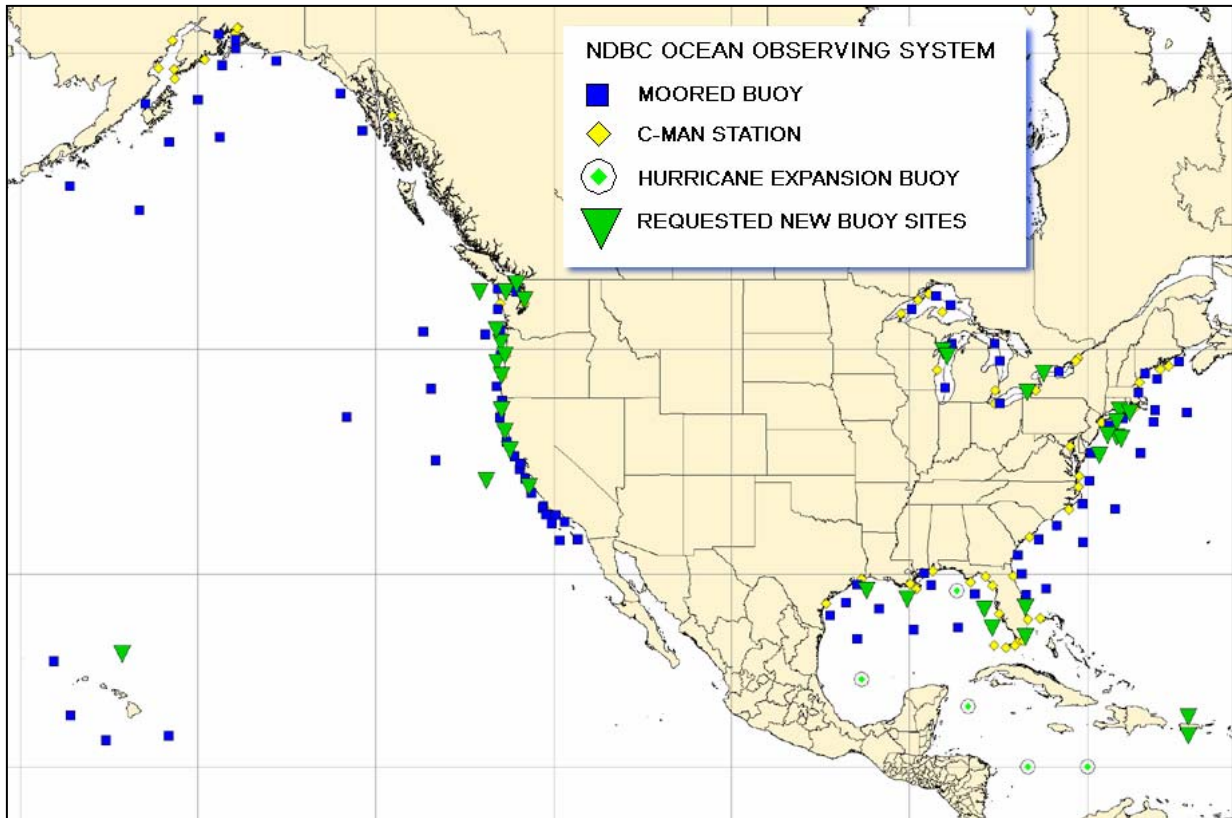 NDBC OCEAN OBSERVING SYSTEM
MOORED BUOY
C-MAN STATION
HURRICANE EXPANSION BUOY
REQUESTED NEW BUOY SITES